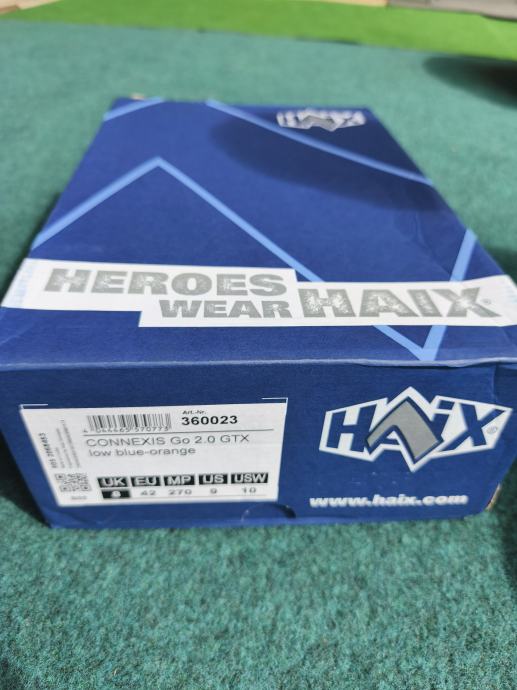 HAIX
HEROES
WEAR HAIX®
Art.-Nr.
360023
CONNEXIS Go 2.0 GTX
low blue-orange
UK EU MP US USW
8 42 270 9 10
HAIX®
www.haix.com